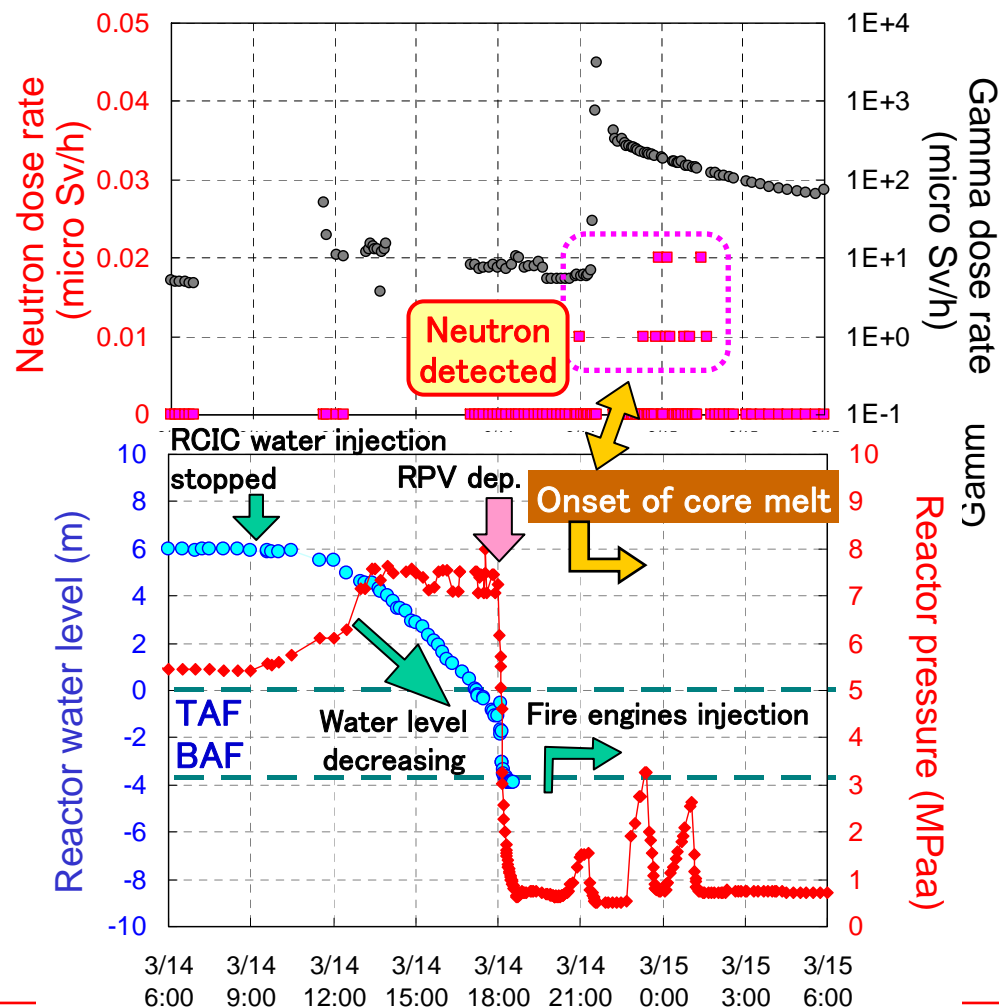 0.05
0.04
0.03
0.02
0.01
0
Neutron dose rate
(micro Sv/h)
1E+4
1E+3
1E+2
1E+1
1E+0
1E-1
Gamma dose rate
(micro Sv/h)
Neutron
detected
Gamm
RCIC water injection
stopped
RPV dep.
Onset of core melt
10
8
6
4
2
0
-2
-4
-6
-8
-10
Reactor water level (m)
TAF
BAF
Water level
decreasing
Fire engines injection
10
9
8
7
6
5
4
3
2
1
0
Reactor pressure (MPaa)
3/14 3/14 3/14 3/14 3/14 3/14 3/15 3/15 3/15
6:00 9:00 12:00 15:00 18:00 21:00 0:00 3:00 6:00